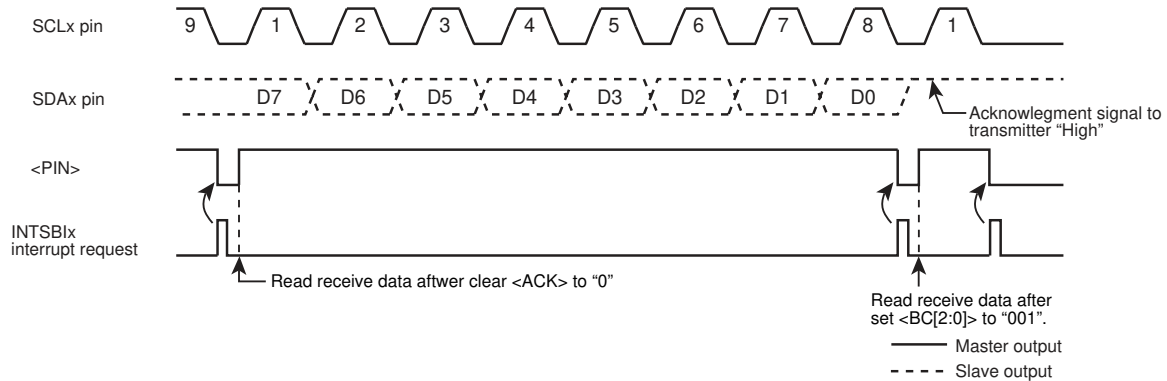 SCLx pin 9 1 2 3 4 5 6 7 8 1
SDAx pin D7 D6 D5 D4 D3 D2 D1 D0
Acknowlegment signal to
transmitter “High”
<PIN>
INTSBIx
interrupt request
Read receive data aftwer clear <ACK> to “0”
Read receive data after
set <BC[2:0]> to “001”.
Master output
Slave output